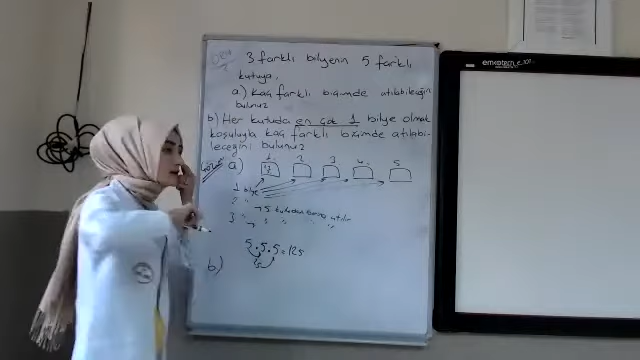 3 farklı bilyenin 5 farklı
kutuya,
a) Kaç farklı biçimde atılabileceğini
bulunuz
b) Her kutuda en çok 1 bilye olmak
koşuluyla kaç farklı biçimde atılabi-
leceğini bulunuz
a) 1. 2 3 4. 5
1 bilye
2 "
3 " → 5 kutudan birine atılır
5.5.5=125
b)